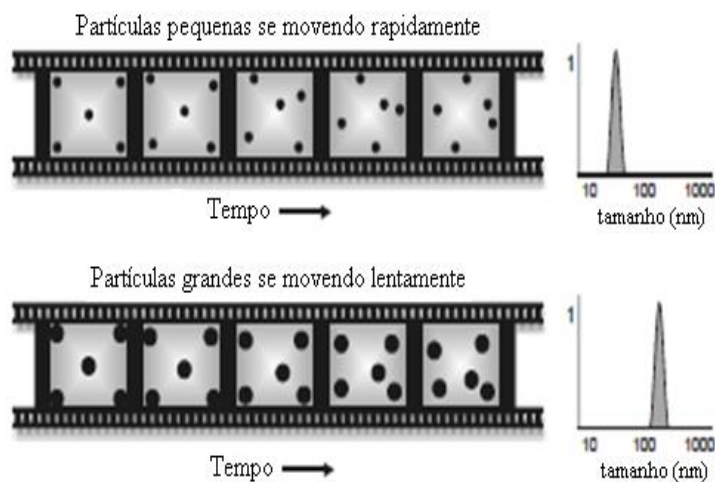 Partículas pequenas se movendo rapidamente
1
10 100 1000
tamanho (nm)
Tempo
Partículas grandes se movendo lentamente
1
10 100 1000
tamanho (nm)
Tempo